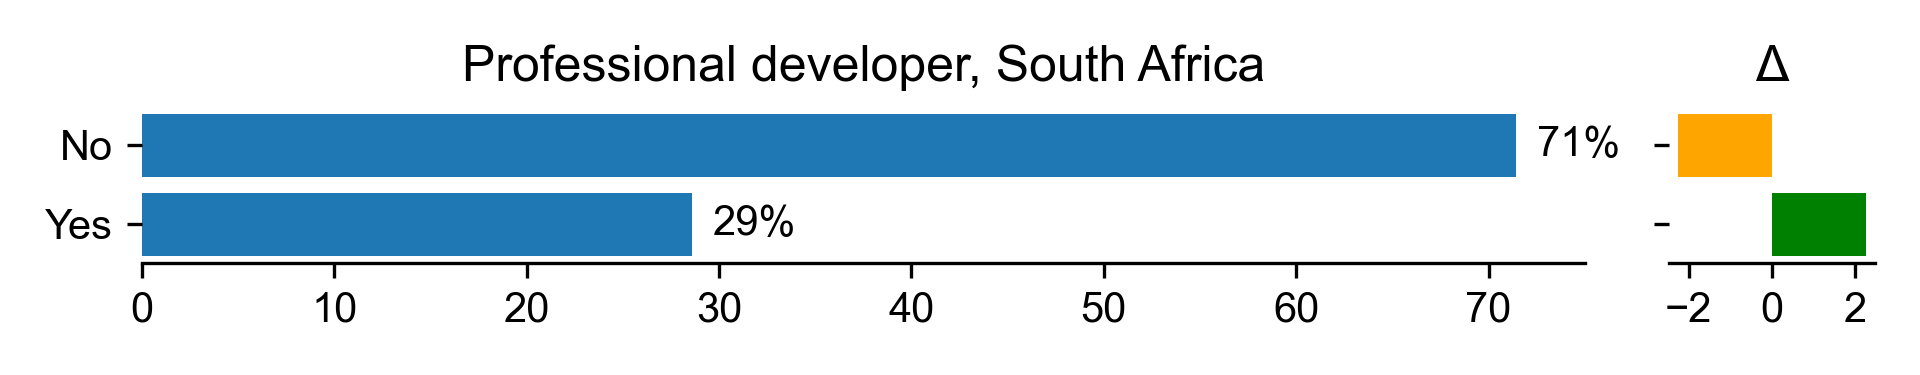 Professional developer, South Africa Δ
No 71%
Yes 29%
0 10 20 30 40 50 60 70 −2 0 2